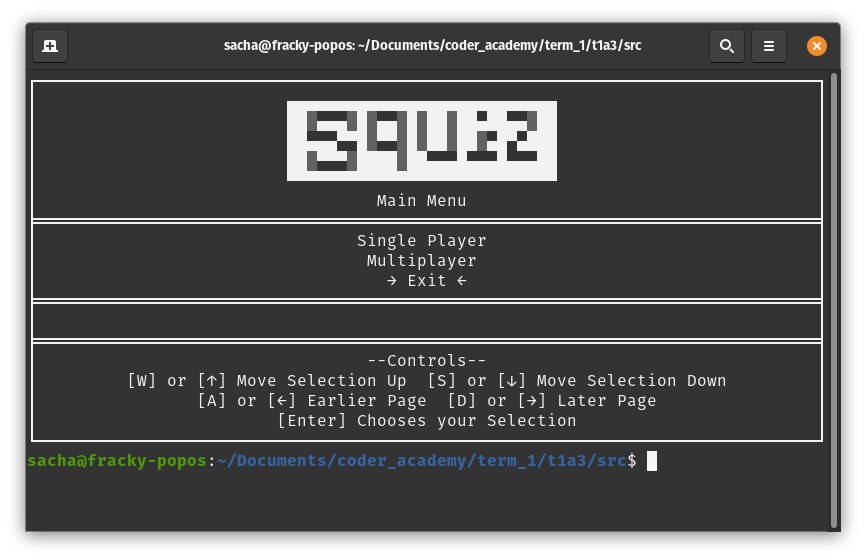 sacha@fracky-popos: ~/Documents/coder_academy/term_1/t1a3/src
Squiz
Main Menu
Single Player
Multiplayer
→ Exit ←
--Controls--
[W] or [↑] Move Selection Up  [S] or [↓] Move Selection Down
[A] or [←] Earlier Page  [D] or [→] Later Page
[Enter] Chooses your Selection
sacha@fracky-popos:~/Documents/coder_academy/term_1/t1a3/src$